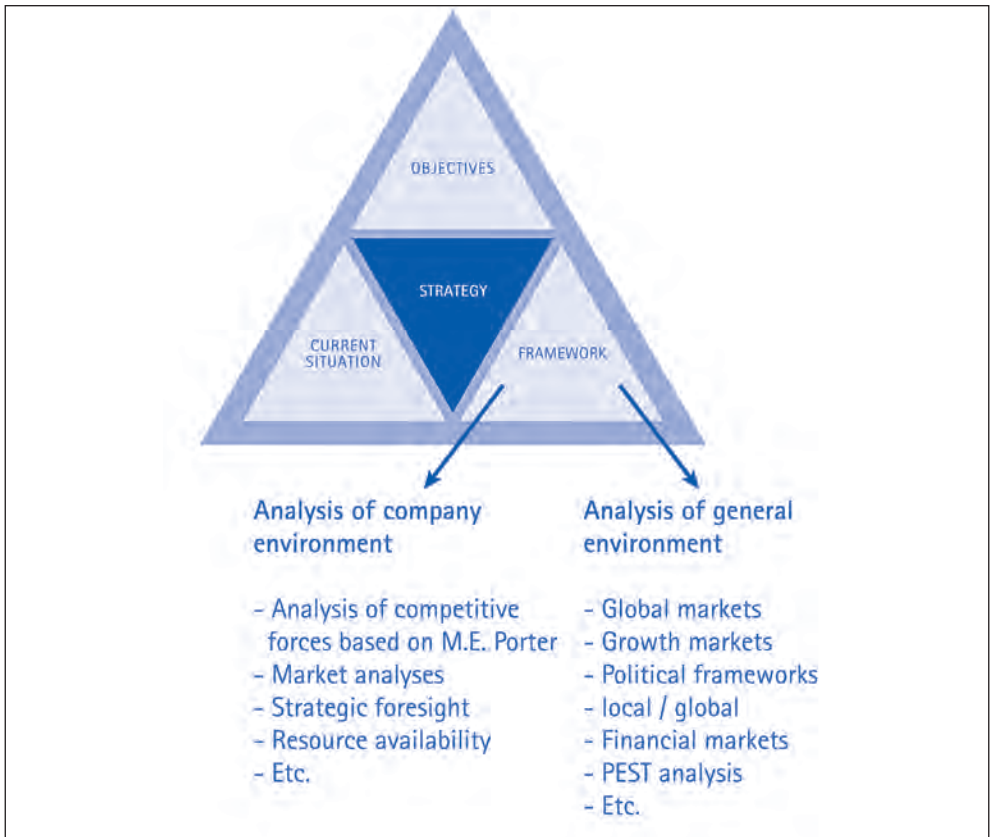 OBJECTIVES
STRATEGY
CURRENT
SITUATION
FRAMEWORK
Analysis of company
environment
- Analysis of competitive
forces based on M.E. Porter
- Market analyses
- Strategic foresight
- Resource availability
- Etc.
Analysis of general
environment
- Global markets
- Growth markets
- Political frameworks
- local / global
- Financial markets
- PEST analysis
- Etc.